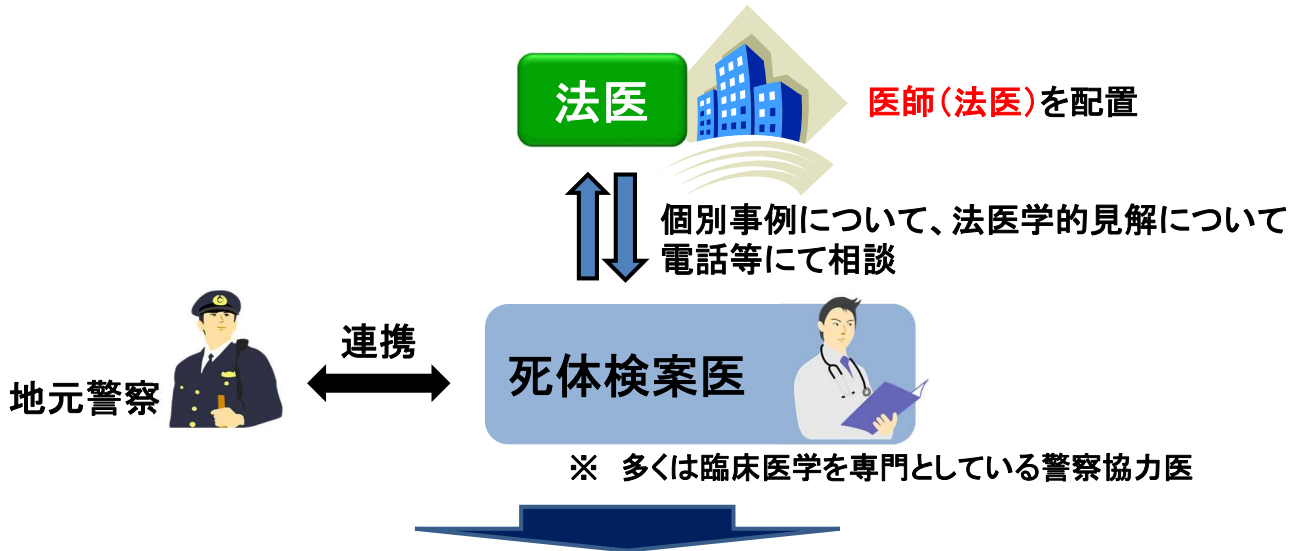 法医
医師（法医）を配置
個別事例について、法医学的見解について
電話等にて相談
連携
地元警察
死体検案医
※　多くは臨床医学を専門としている警察協力医